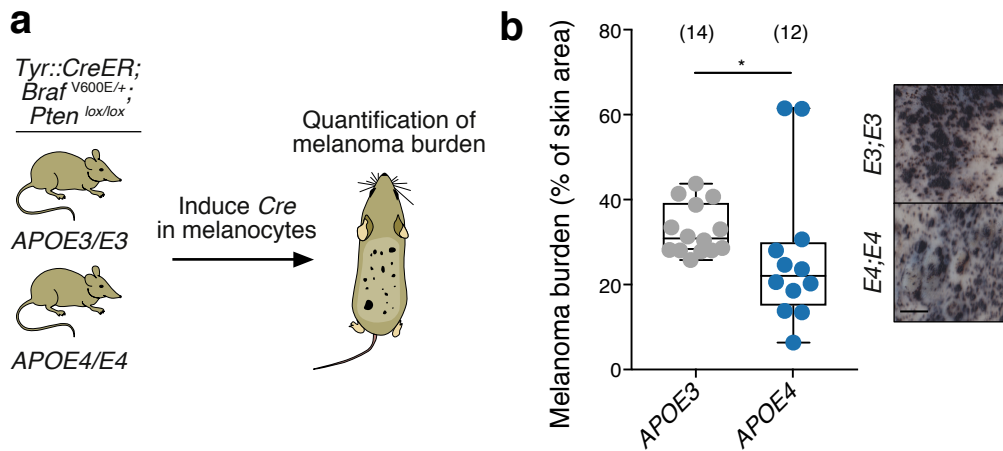 a
Tyr::CreER;
Braf V600E/+;
Pten lox/lox
APOE3/E3
APOE4/E4
Induce Cre
in melanocytes
Quantification of
melanoma burden
b
Melanoma burden (% of skin area)
80
60
40
20
0
(14)
(12)
*
APOE3
APOE4
E3;E3
E4;E4